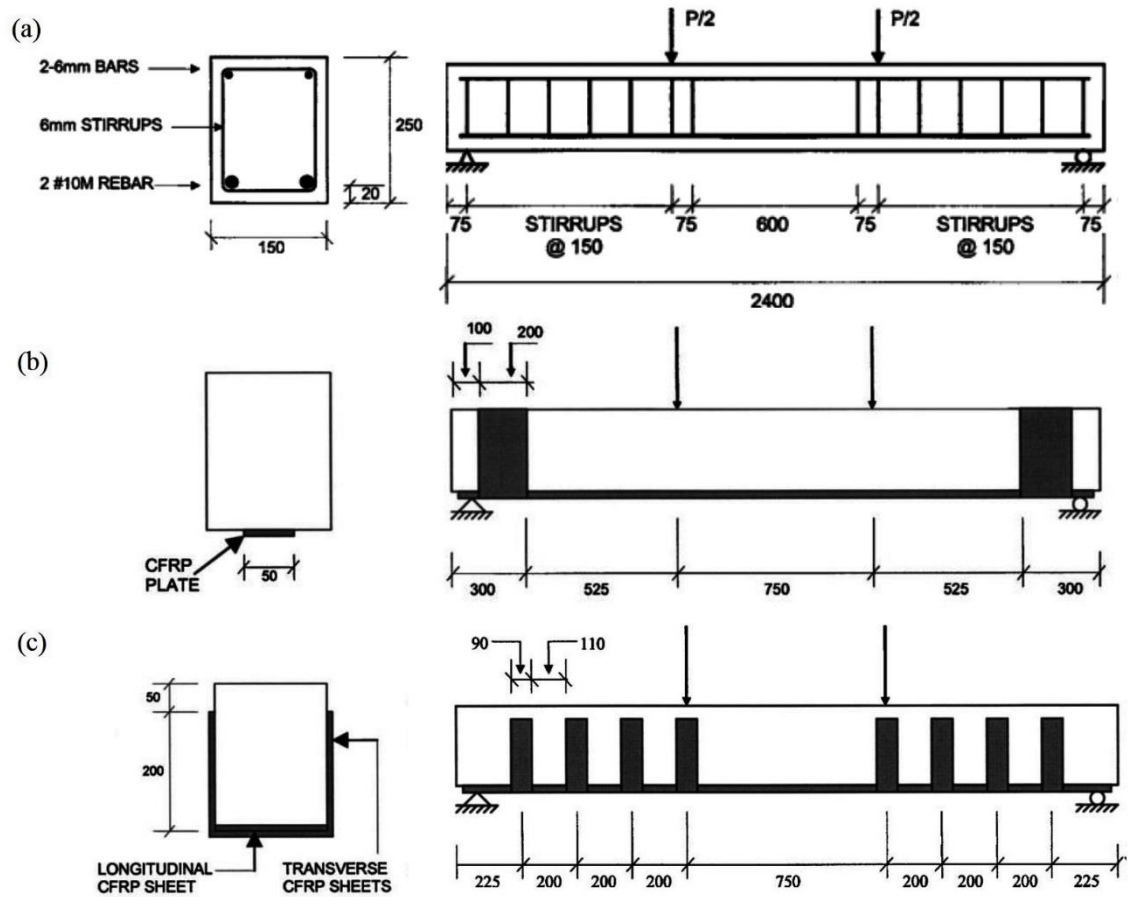 (a)
P/2 P/2
2-6mm BARS
6mm STIRRUPS
2 #10M REBAR
250
20
150
75 STIRRUPS @ 150 75 600 75 STIRRUPS @ 150 75
2400
(b)
100 200
CFRP PLATE
50
300 525 750 525 300
(c)
90 110
50
200
LONGITUDINAL CFRP SHEET
TRANSVERSE CFRP SHEETS
225 200 200 200 750 200 200 200 225